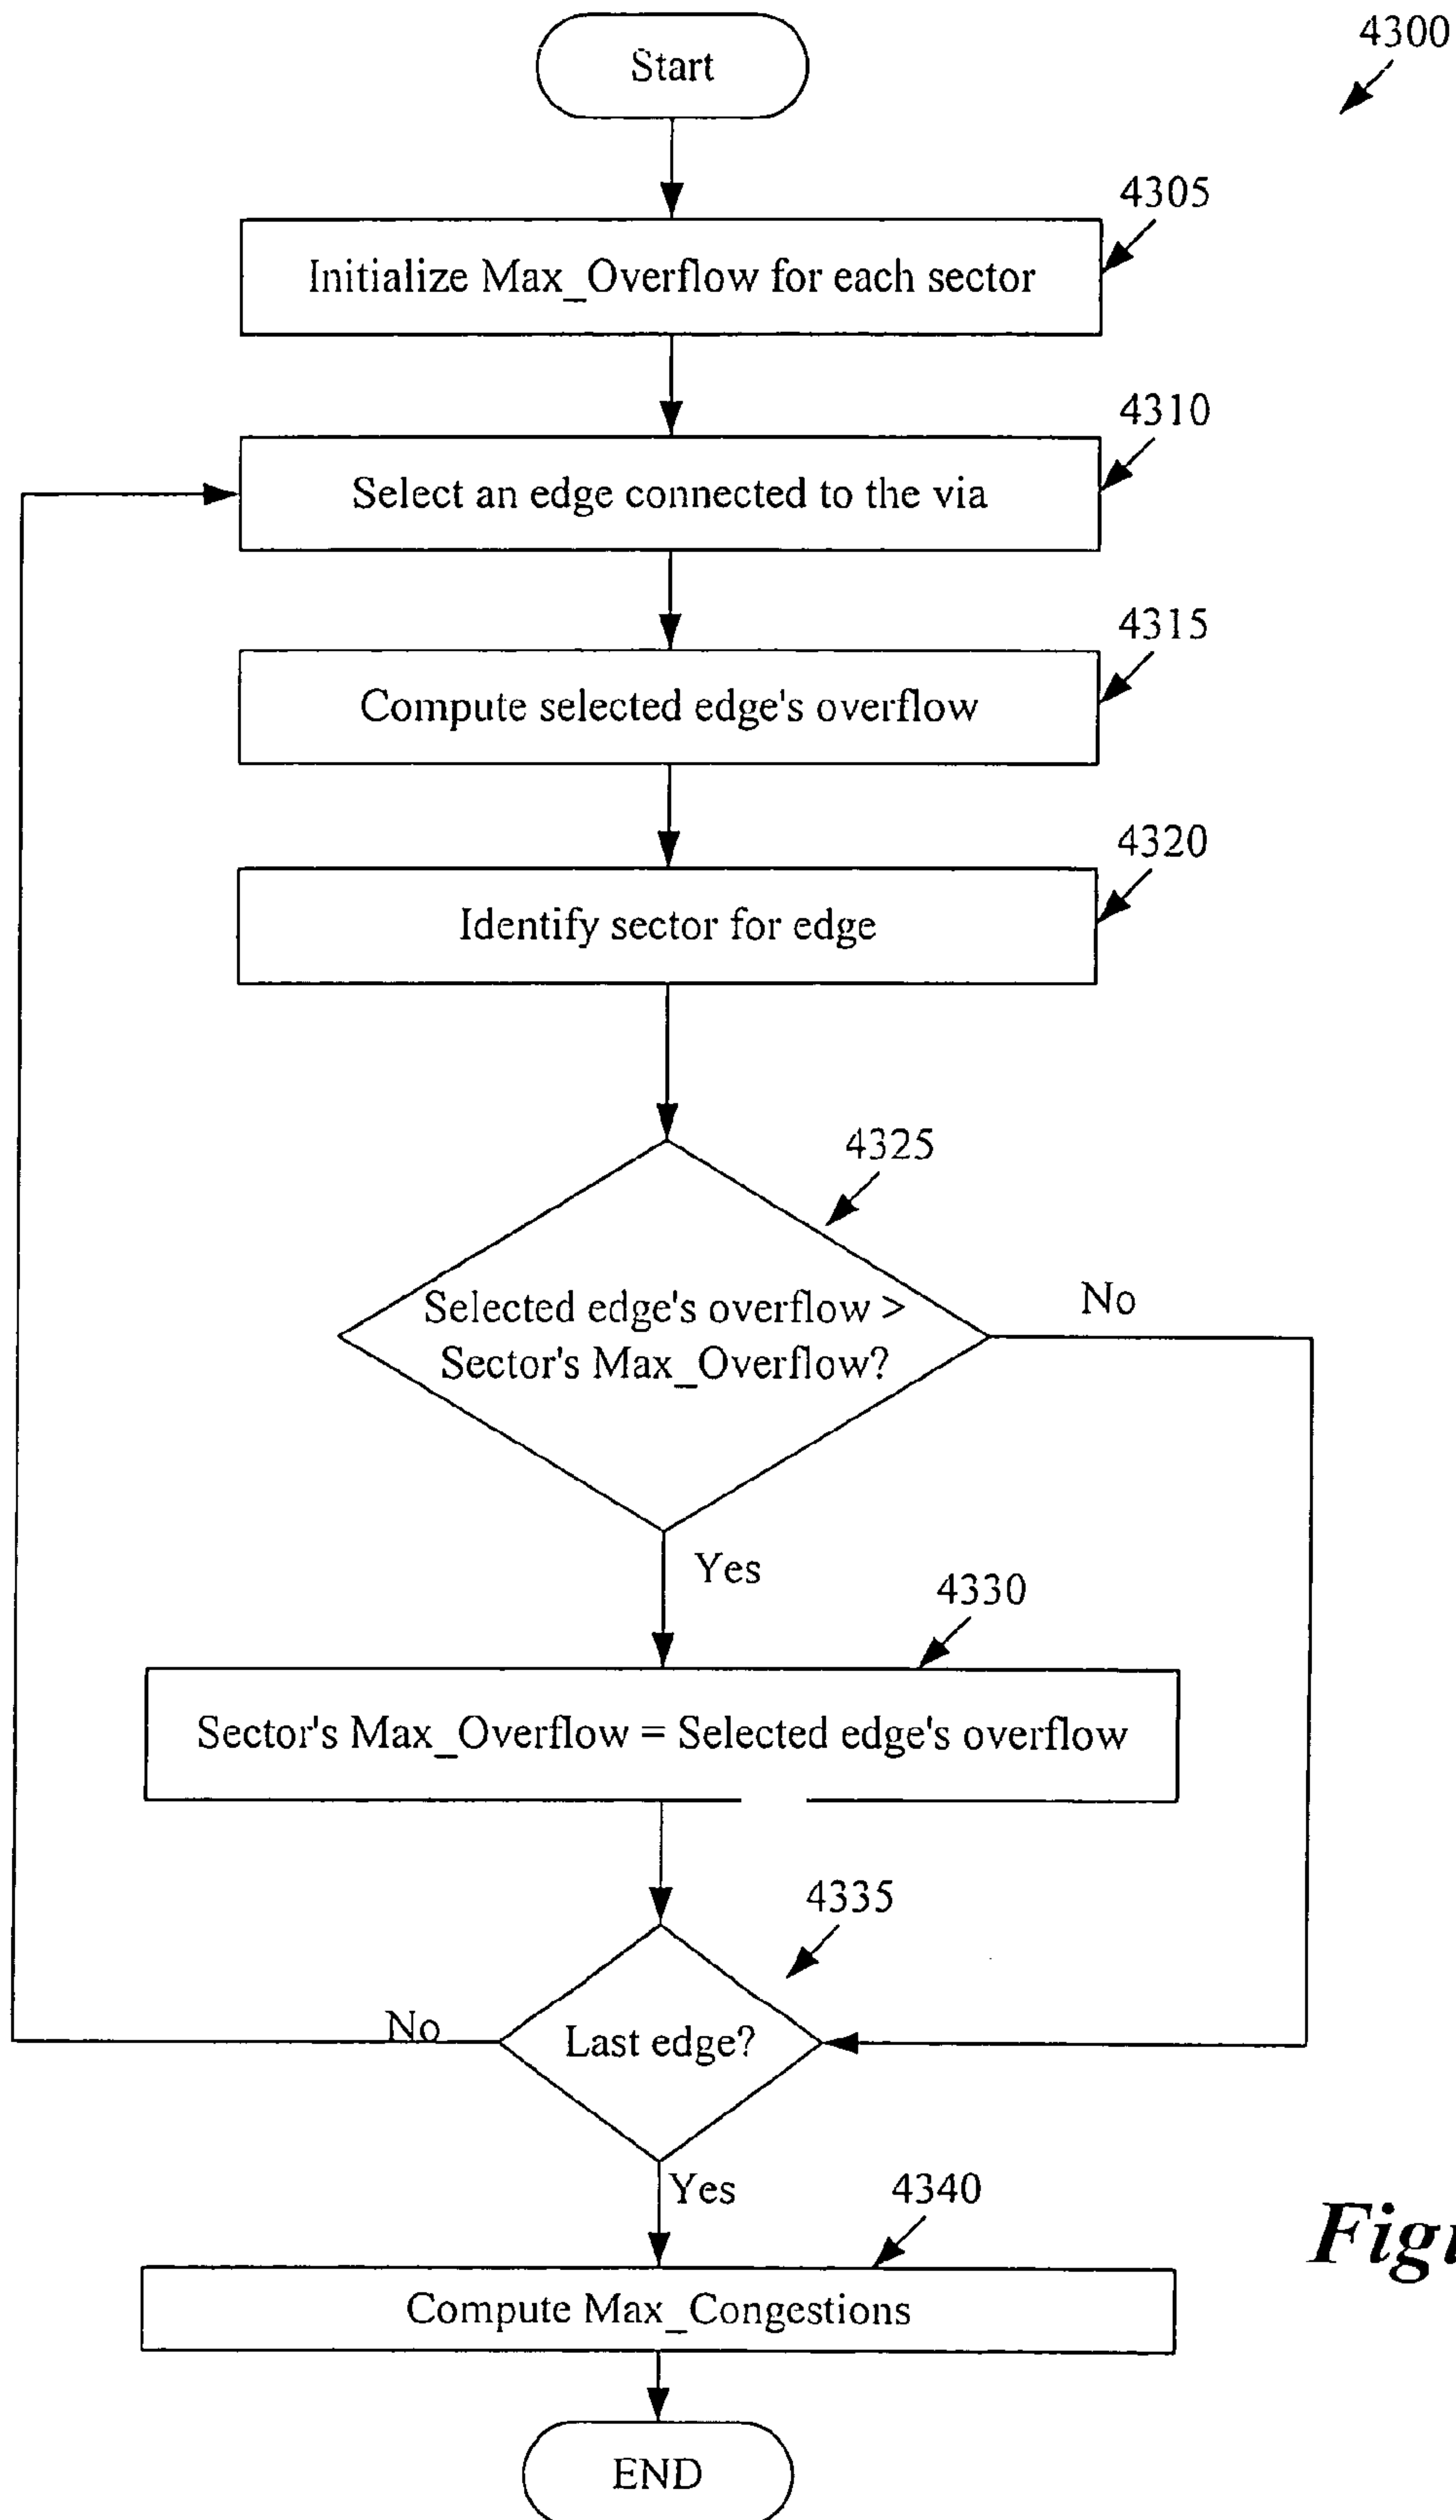 Start
4300
4305
Initialize Max_Overflow for each sector
4310
Select an edge connected to the via
4315
Compute selected edge's overflow
4320
Identify sector for edge
4325
Selected edge's overflow >
Sector's Max_Overflow?
No
Yes
4330
Sector's Max_Overflow = Selected edge's overflow
4335
Last edge?
No
Yes
4340
Compute Max_Congestions
END